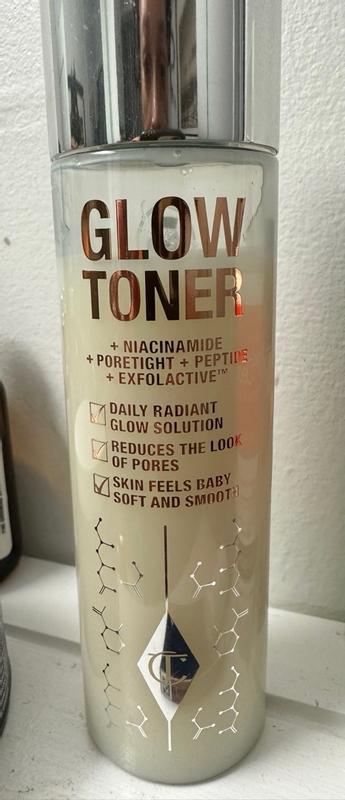 GLOW
TONER
+ NIACINAMIDE
+ PORETIGHT + PEPTIDE
+ EXFOLACTIVE™
DAILY RADIANT
GLOW SOLUTION
REDUCES THE LOOK
OF PORES
SKIN FEELS BABY
SOFT AND SMOOTH
CT